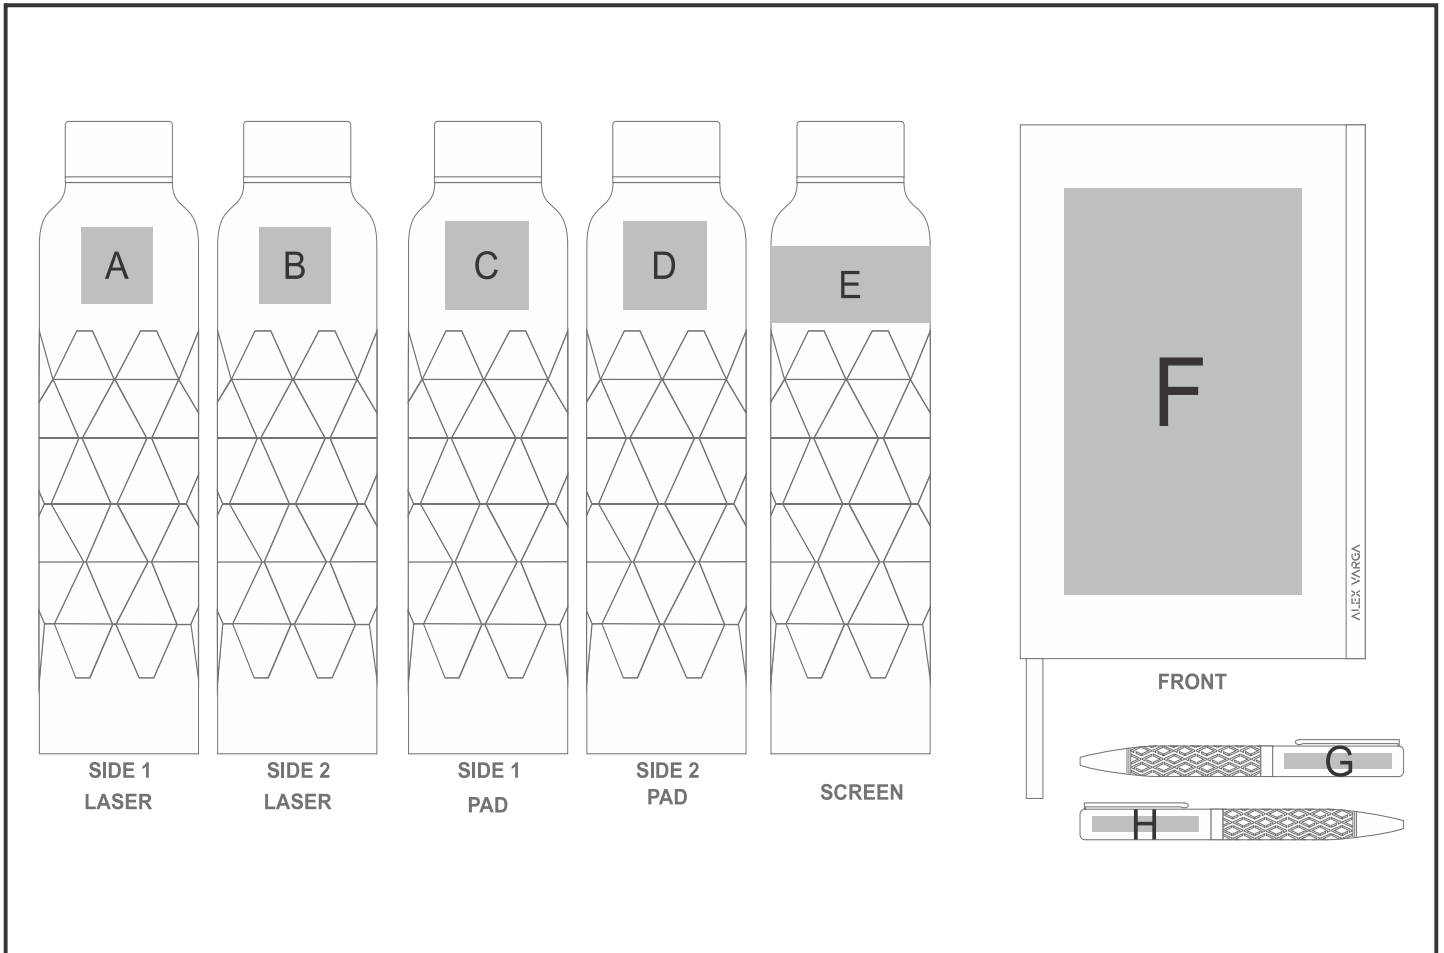 A
B
C
D
E
F
ALEX VARGA
FRONT
SIDE 1
LASER
SIDE 2
LASER
SIDE 1
PAD
SIDE 2
PAD
SCREEN
G
H